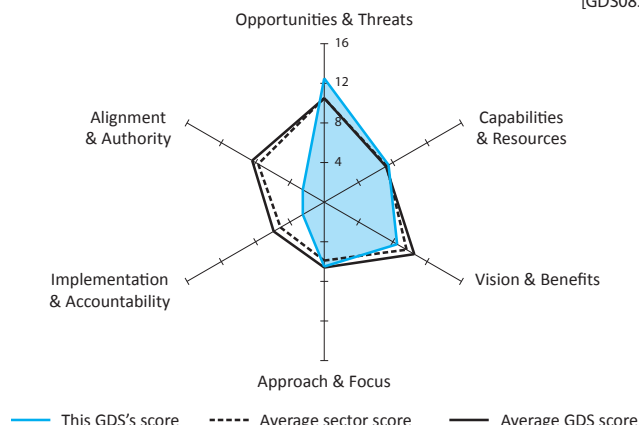 [GDS08.
Opportunities & Threats
16
12
8
4
Capabilities
& Resources
Vision & Benefits
Approach & Focus
Implementation
& Accountability
Alignment
& Authority
This GDS's score
Average sector score
Average GDS score